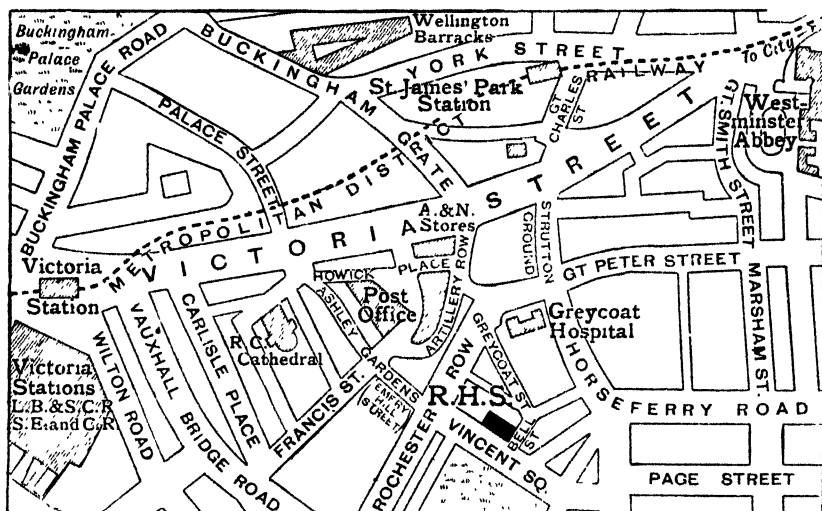 Buckingham
Palace
Gardens
BUCKINGHAM PALACE ROAD
BUCKINGHAM GRATE
Wellington
Barracks
YORK STREET
To City
St. James' Park
Station
RAILWAY
GT. CHARLES ST
GT. SMITH STREET
West-
minster
Abbey
PALACE STREET
METROPOLITAN DISTRICT
VICTORIA STREET
A. & N.
Stores
STRUTTON
GROUND
GT PETER STREET
MARSHAM ST.
Victoria
Station
HOWICK PLACE
ARTILLERY ROW
Post
Office
ASHLEY GARDENS
Greycoat
Hospital
R.C.
Cathedral
CARLISLE PLACE
VAUXHALL BRIDGE ROAD
WILTON ROAD
Victoria
Stations
L.B. & S.C.R.
S.E. and C.R.
FRANCIS ST.
EMERY
HILL
STREET
ROCHESTER ROW
GREYCOAT ST
R.H.S.
BELL ST
VINCENT SQ.
HORSEFERRY ROAD
PAGE STREET